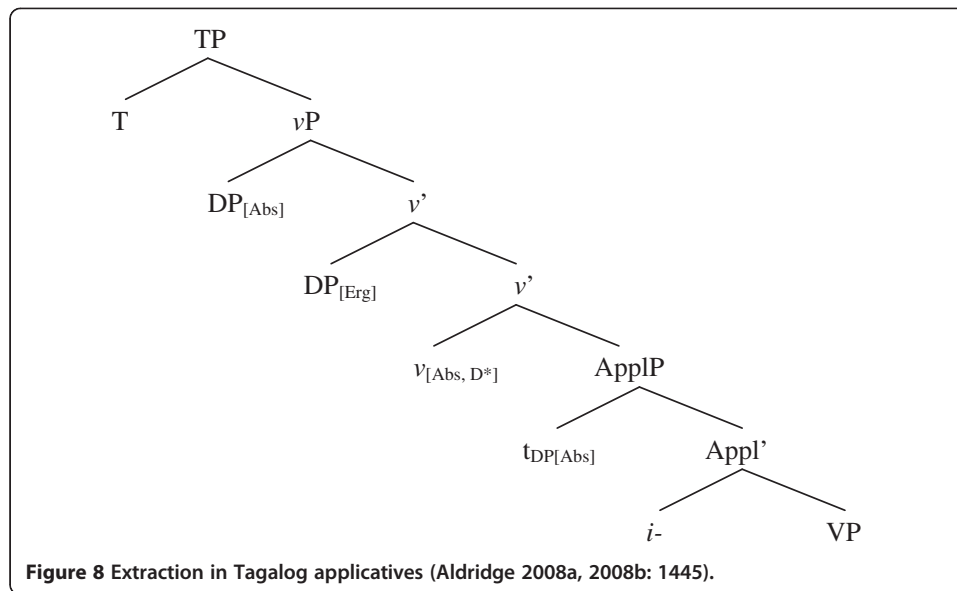 TP
T vP
DP[Abs] v’
DP[Erg] v’
v[Abs, D*] ApplP
tDP[Abs] Appl’
i- VP
Figure 8 Extraction in Tagalog applicatives (Aldridge 2008a, 2008b: 1445).